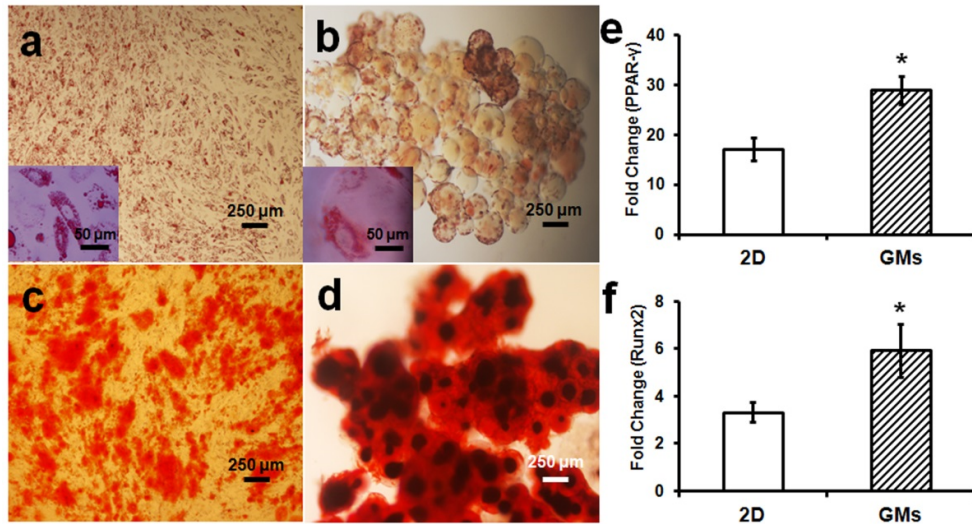 a
250 µm
50 µm
b
250 µm
50 µm
c
250 µm
d
250 µm
e
Fold Change (PPAR-γ)
40
30
20
10
0
*
2D
GMs
f
Fold Change (Runx2)
8
6
4
2
0
*
2D
GMs